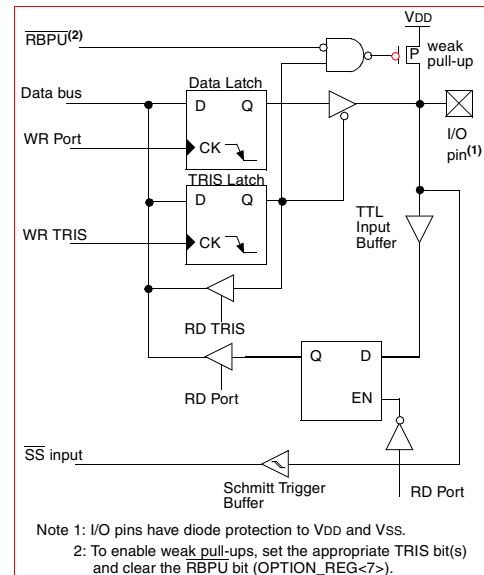 VDD
RBPU(2)
P
weak
pull-up
Data Latch
Data bus
D Q
WR Port
CK
I/O
pin(1)
TRIS Latch
D Q
TTL
Input
Buffer
WR TRIS
CK
RD TRIS
Q D
EN
RD Port
SS input
Schmitt Trigger
Buffer
RD Port
Note 1: I/O pins have diode protection to VDD and VSS.
2: To enable weak pull-ups, set the appropriate TRIS bit(s)
and clear the RBPU bit (OPTION_REG<7>).